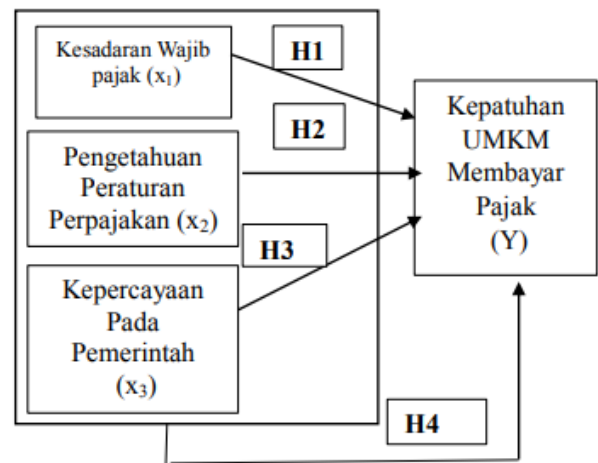 Kesadaran Wajib
pajak (x₁)
H1
H2
Pengetahuan
Peraturan
Perpajakan (x₂)
H3
Kepercayaan
Pada
Pemerintah
(x₃)
Kepatuhan
UMKM
Membayar
Pajak
(Y)
H4